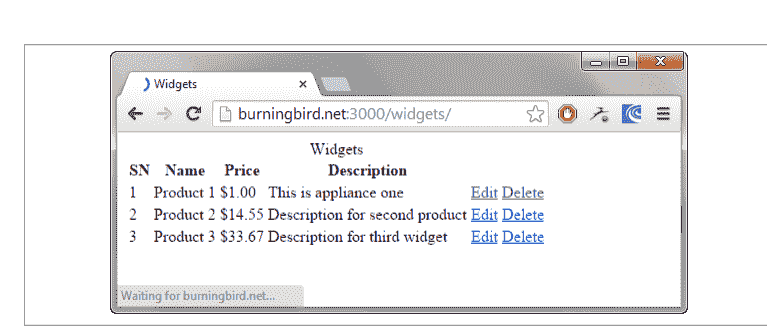 Widgets
burningbird.net:3000/widgets/
Widgets
SN Name Price Description
1 Product 1 $1.00 This is appliance one Edit Delete
2 Product 2 $14.55 Description for second product Edit Delete
3 Product 3 $33.67 Description for third widget Edit Delete
Waiting for burningbird.net...